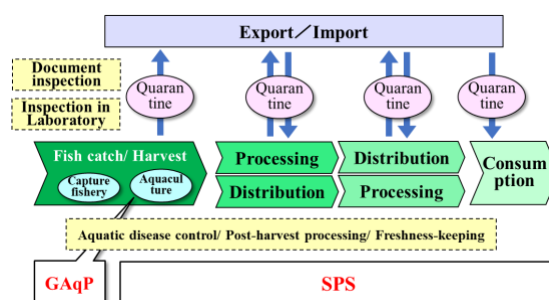 Export／Import
Document
inspection
Inspection in
Laboratory
Quaran
tine
Quaran
tine
Quaran
tine
Quaran
tine
Fish catch/ Harvest
Capture
fishery
Aquacul
ture
Processing
Distribution
Distribution
Processing
Consum
ption
Aquatic disease control/ Post-harvest processing/ Freshness-keeping
GAqP
SPS